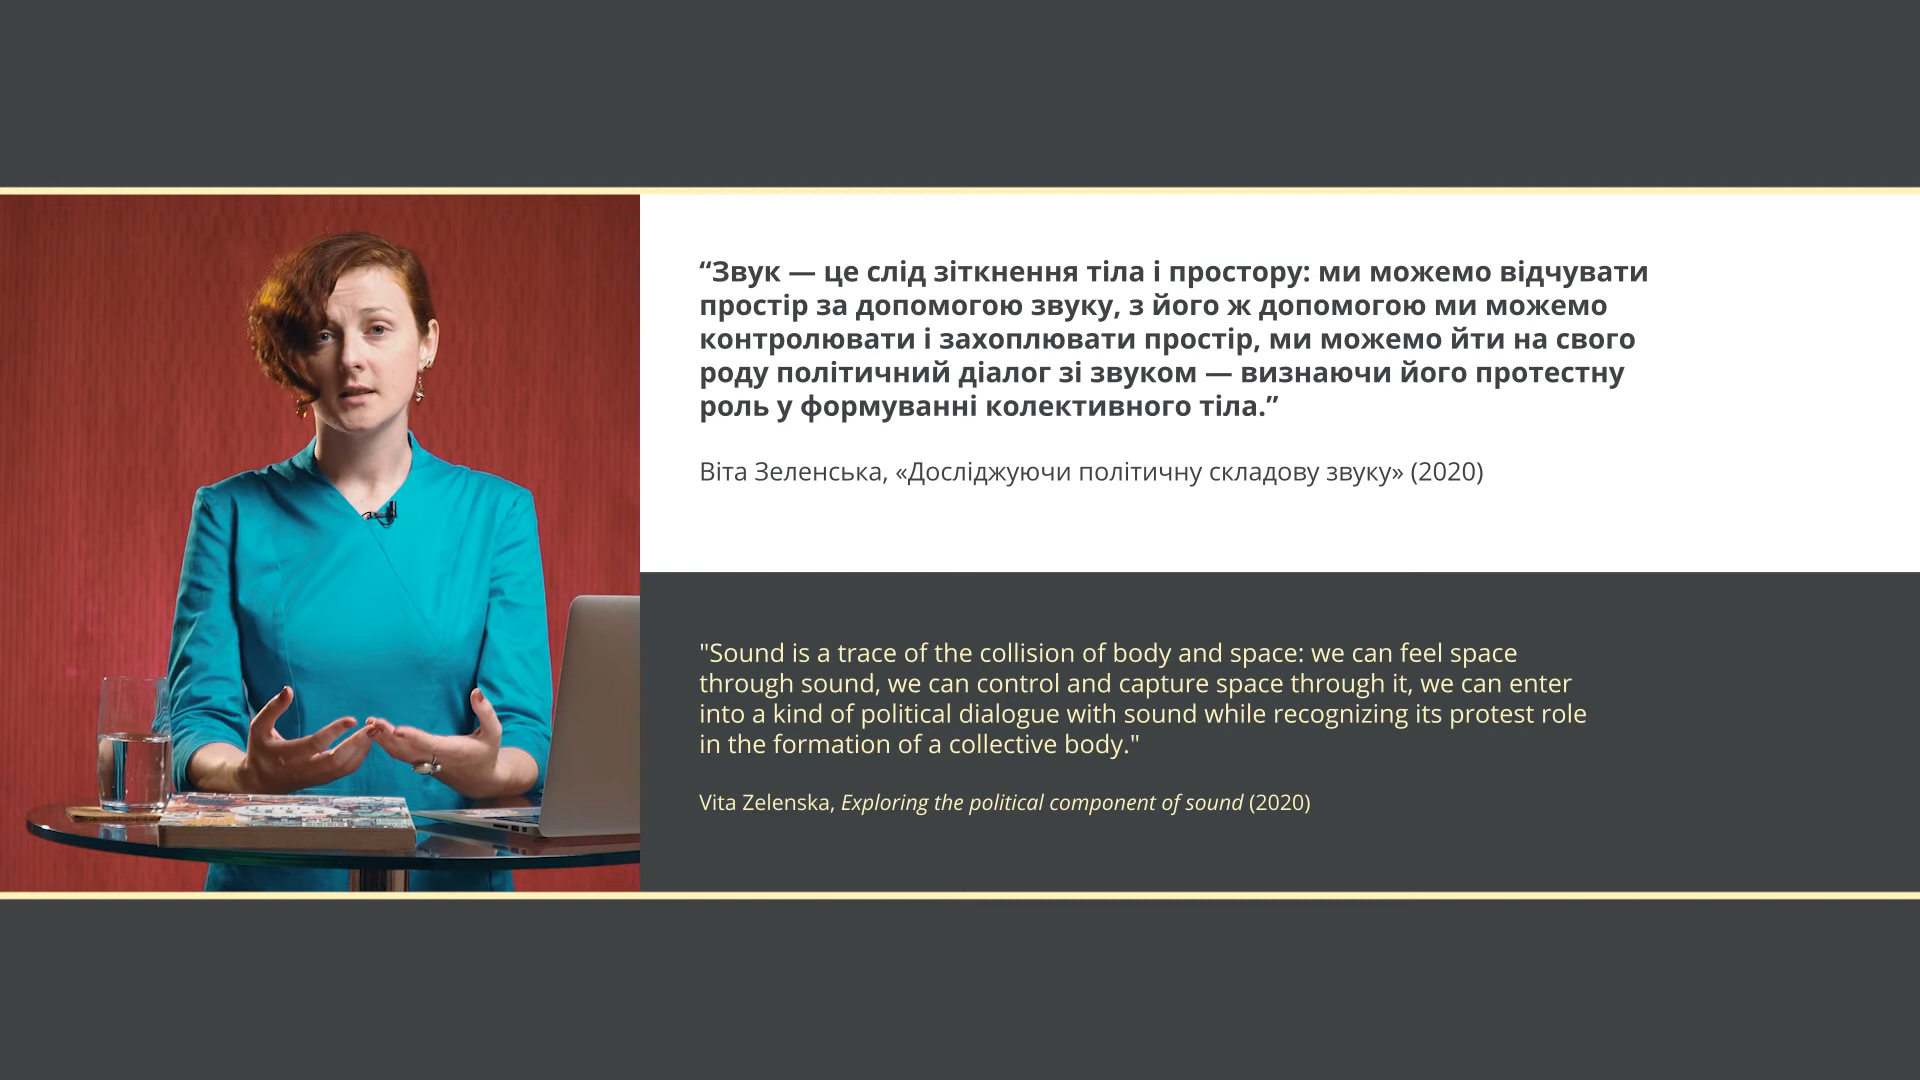 “Звук — це слід зіткнення тіла і простору: ми можемо відчувати
простір за допомогою звуку, з його ж допомогою ми можемо
контролювати і захоплювати простір, ми можемо йти на свого
роду політичний діалог зі звуком — визнаючи його протестну
роль у формуванні колективного тіла.”
Віта Зеленська, «Досліджуючи політичну складову звуку» (2020)
"Sound is a trace of the collision of body and space: we can feel space
through sound, we can control and capture space through it, we can enter
into a kind of political dialogue with sound while recognizing its protest role
in the formation of a collective body."
Vita Zelenska, Exploring the political component of sound (2020)